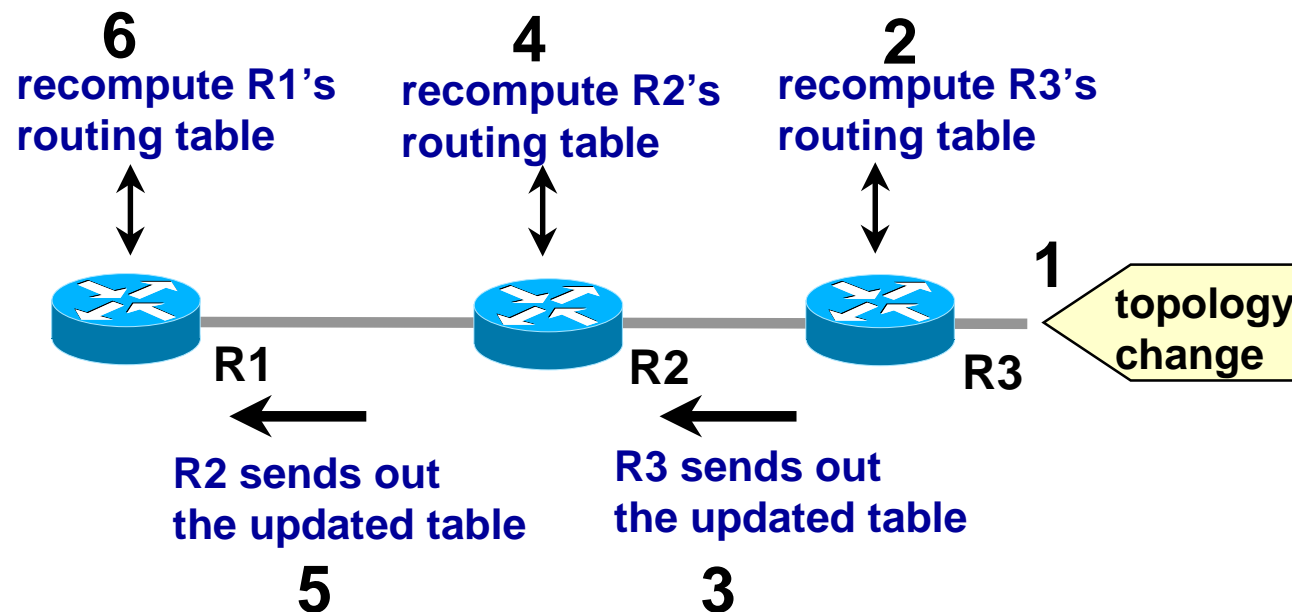 6
recompute R1’s
routing table
4
recompute R2’s
routing table
2
recompute R3’s
routing table
1
topology
change
R1
R2
R3
R2 sends out
the updated table
5
R3 sends out
the updated table
3